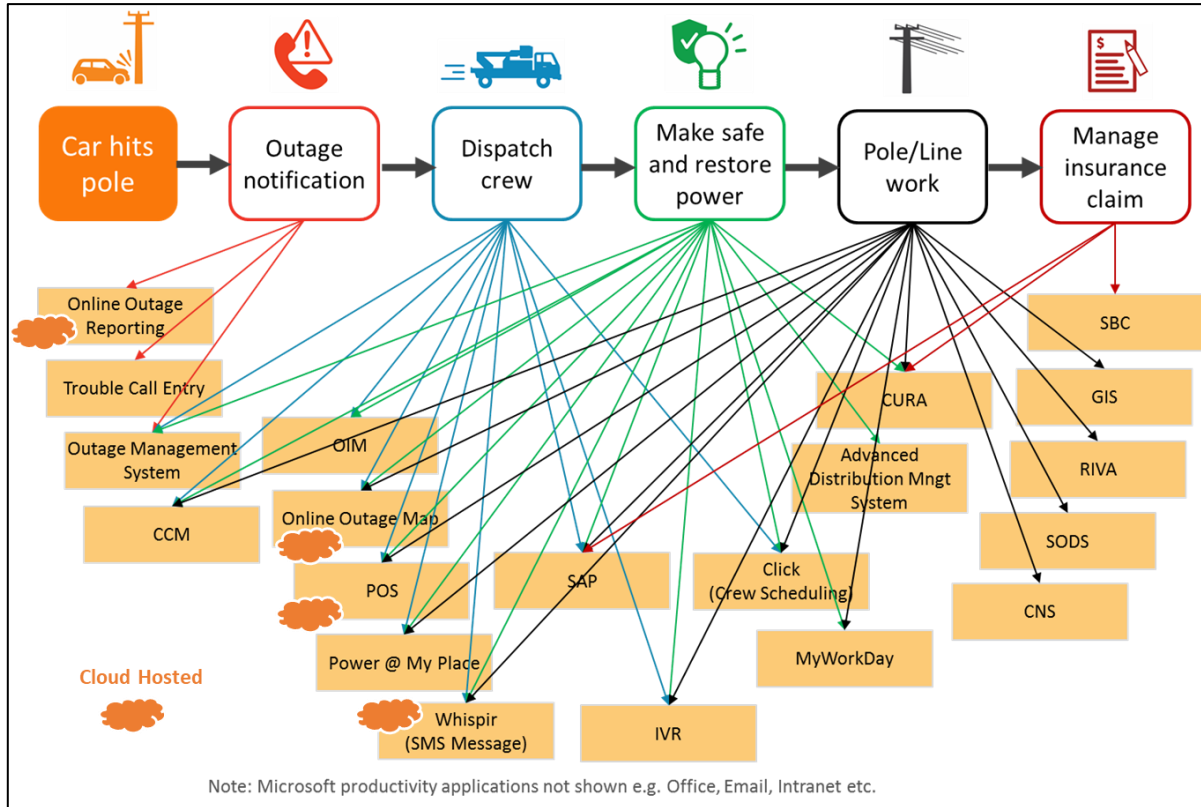 Car hits
pole
Outage
notification
Dispatch
crew
Make safe
and restore
power
Pole/Line
work
Manage
insurance
claim
$
Online Outage
Reporting
SBC
Trouble Call Entry
CURA
GIS
Outage Management
System
OIM
Advanced
Distribution Mngt
System
RIVA
CCM
Online Outage Map
SODS
POS
SAP
Click
(Crew Scheduling)
CNS
Power @ My Place
MyWorkDay
Cloud Hosted
Whispir
(SMS Message)
IVR
Note: Microsoft productivity applications not shown e.g. Office, Email, Intranet etc.